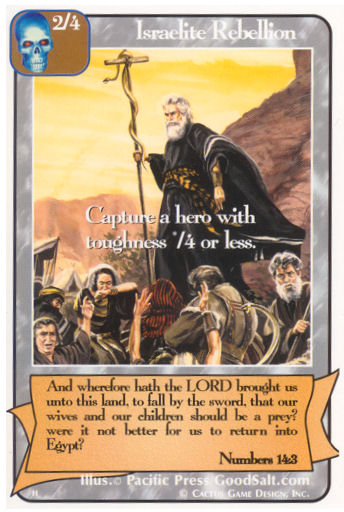 2/4
Israelite Rebellion
Capture a hero with
toughness */4 or less.
And wherefore hath the LORD brought us
unto this land, to fall by the sword, that our
wives and our children should be a prey?
were it not better for us to return into
Egypt?
Numbers 14:3
Illus.© Pacific Press GoodSalt.com
© Cactus Game Design, Inc.